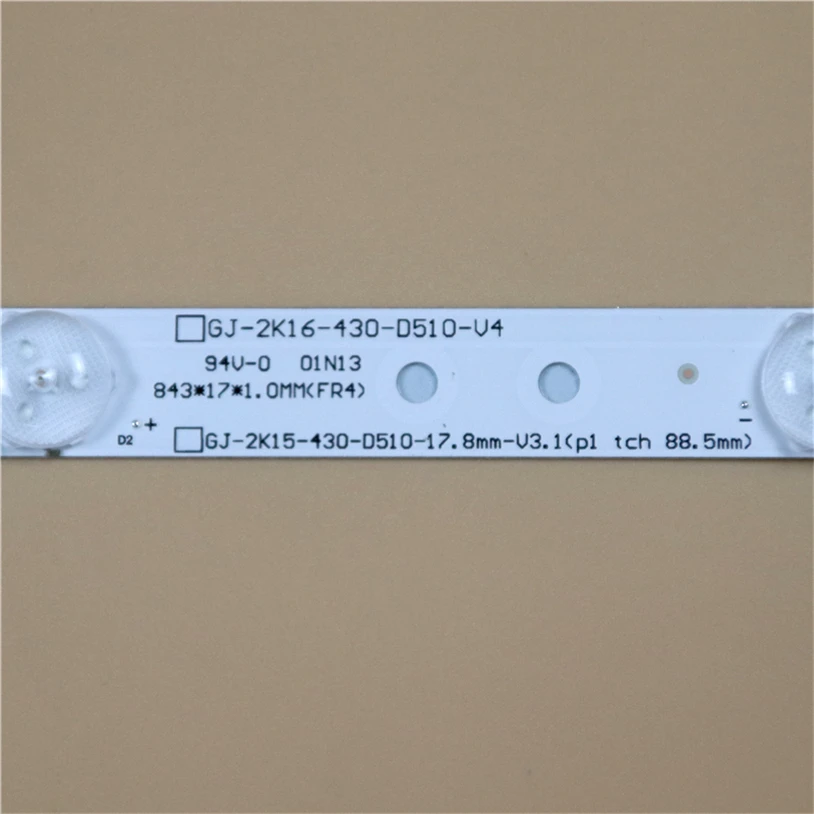 GJ-2K16-430-D510-V4
94V-0 01N13
843*17*1.0MM(FR4)
+
D2
-
GJ-2K15-430-D510-17.8mm-V3.1(p1 tch 88.5mm)